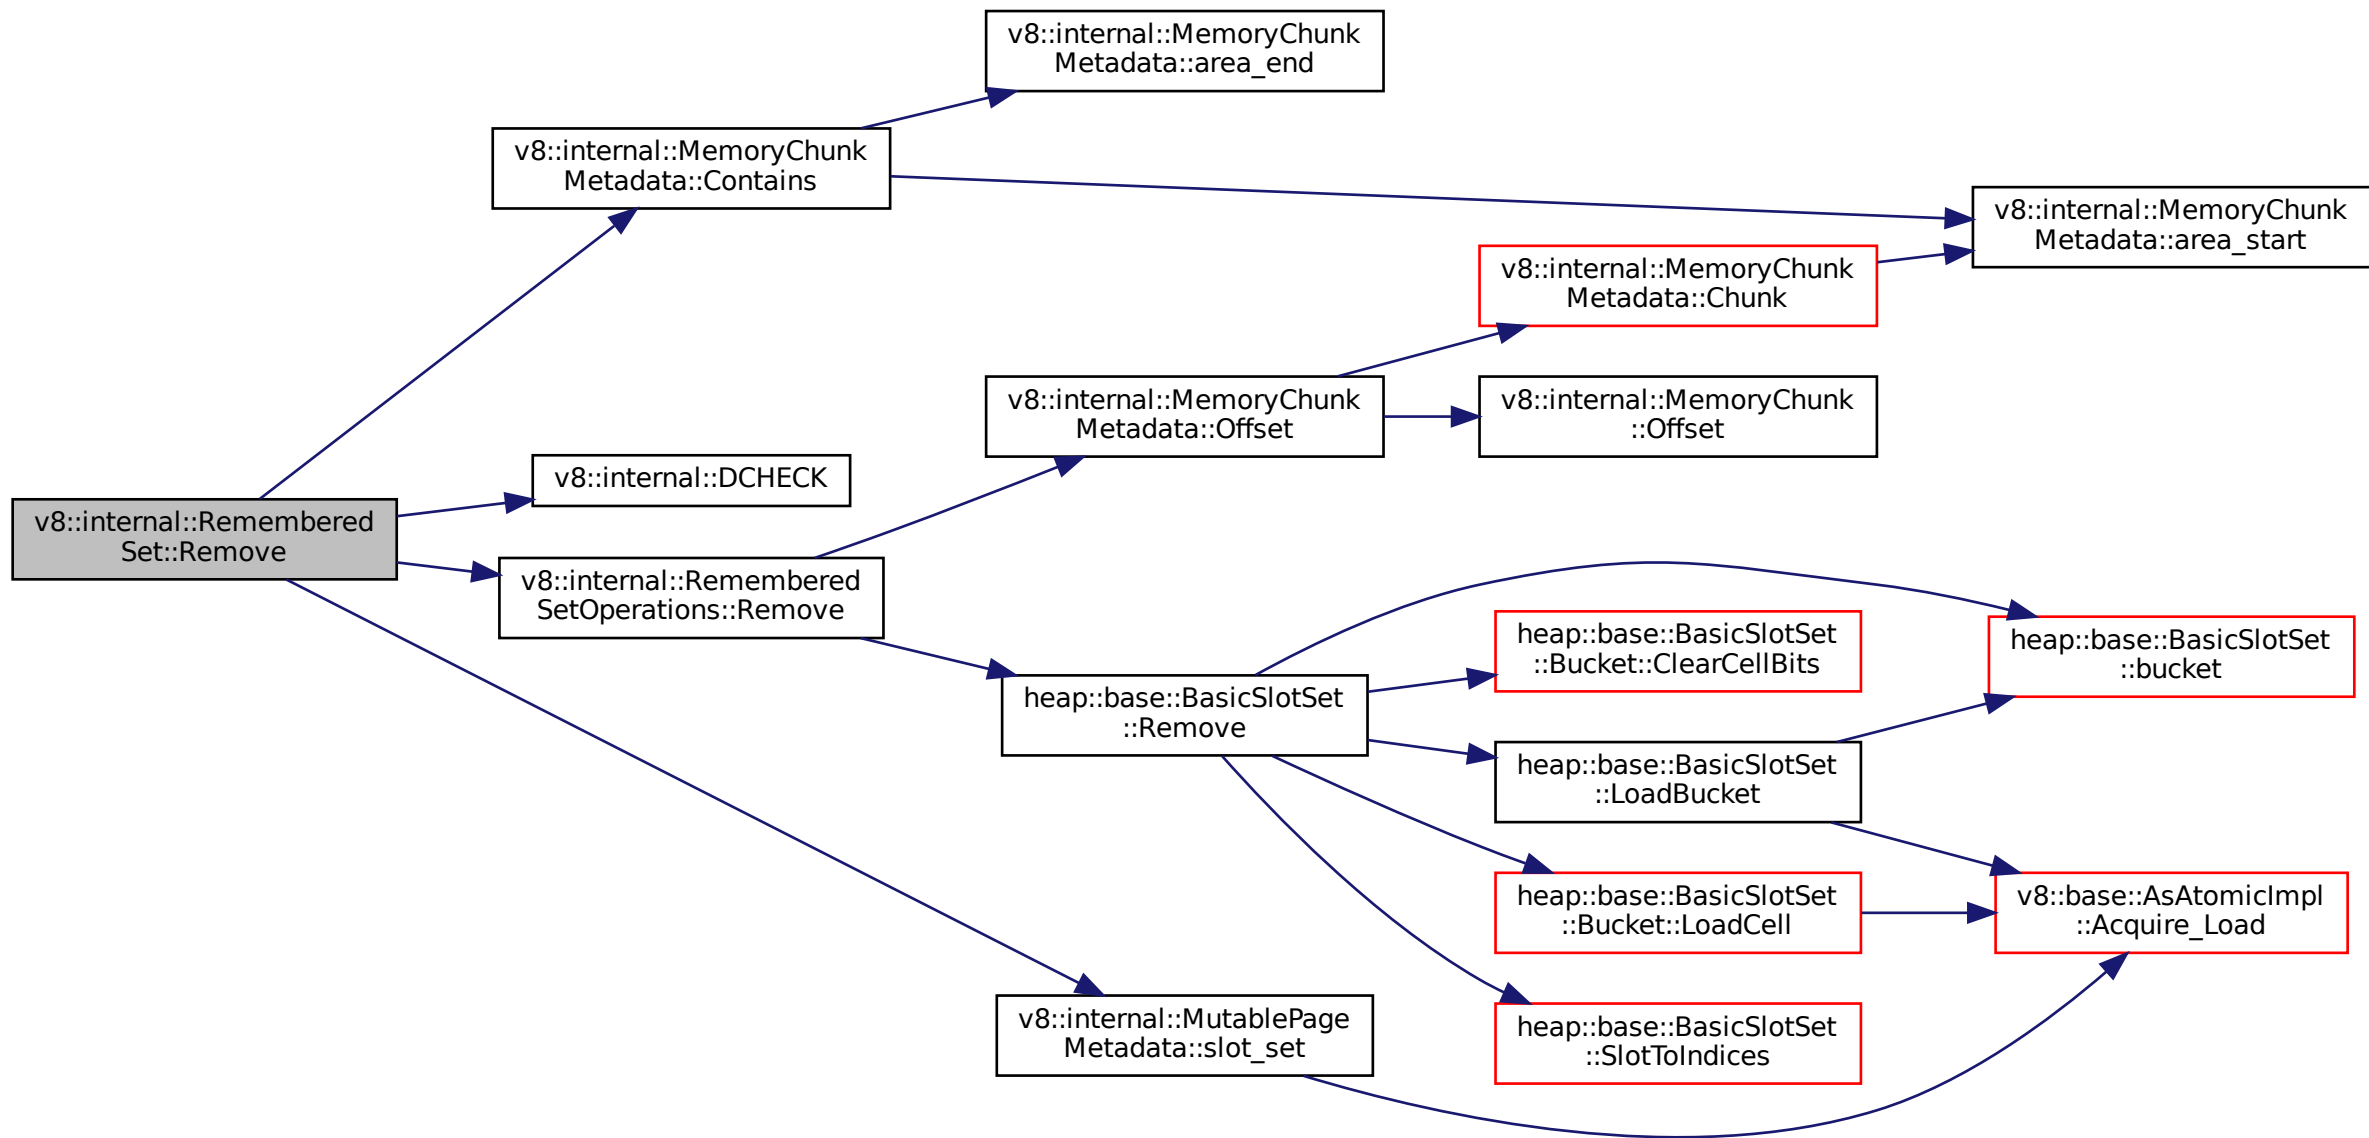 v8::internal::Remembered
Set::Remove
v8::internal::MemoryChunk
Metadata::Contains
v8::internal::MemoryChunk
Metadata::area_end
v8::internal::MemoryChunk
Metadata::area_start
v8::internal::DCHECK
v8::internal::Remembered
SetOperations::Remove
v8::internal::MemoryChunk
Metadata::Offset
v8::internal::MemoryChunk
Metadata::Chunk
v8::internal::MemoryChunk
::Offset
heap::base::BasicSlotSet
::Remove
heap::base::BasicSlotSet
::bucket
heap::base::BasicSlotSet
::Bucket::ClearCellBits
heap::base::BasicSlotSet
::LoadBucket
heap::base::BasicSlotSet
::Bucket::LoadCell
v8::base::AsAtomicImpl
::Acquire_Load
heap::base::BasicSlotSet
::SlotToIndices
v8::internal::MutablePage
Metadata::slot_set